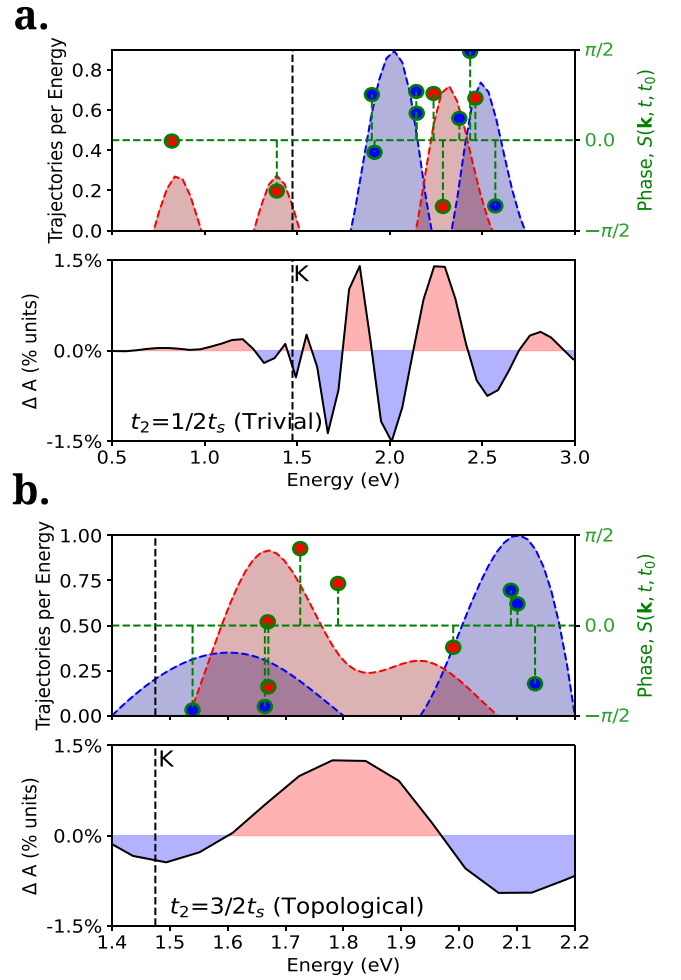 a.
Trajectories per Energy
0.8
0.6
0.4
0.2
0.0
π/2
0.0
−π/2
Phase, S(k, t, t₀)
1.5%
0.0%
-1.5%
Δ A (% units)
K
t₂=1/2tₛ (Trivial)
0.5 1.0 1.5 2.0 2.5 3.0
Energy (eV)
b.
Trajectories per Energy
1.00
0.75
0.50
0.25
0.00
π/2
0.0
−π/2
Phase, S(k, t, t₀)
1.5%
0.0%
-1.5%
Δ A (% units)
K
t₂=3/2tₛ (Topological)
1.4 1.5 1.6 1.7 1.8 1.9 2.0 2.1 2.2
Energy (eV)